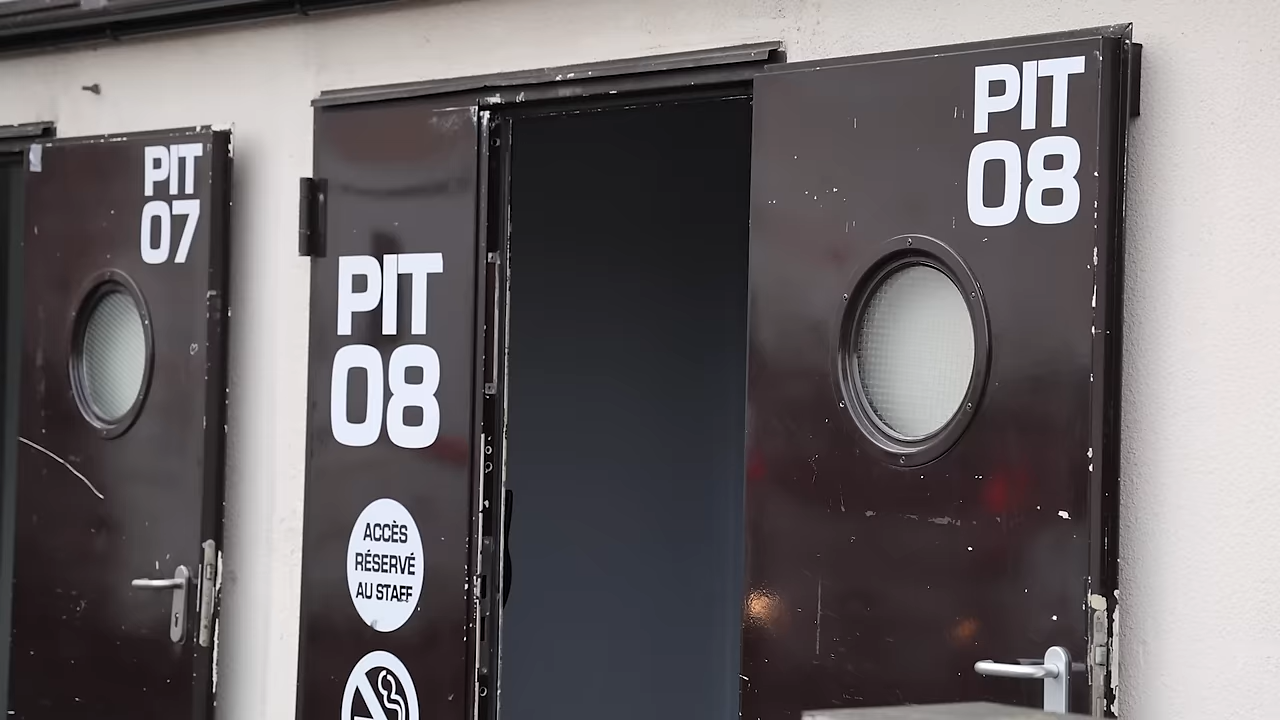 PIT
07
PIT
08
ACCÈS
RÉSERVÉ
AU STAFF
PIT
08